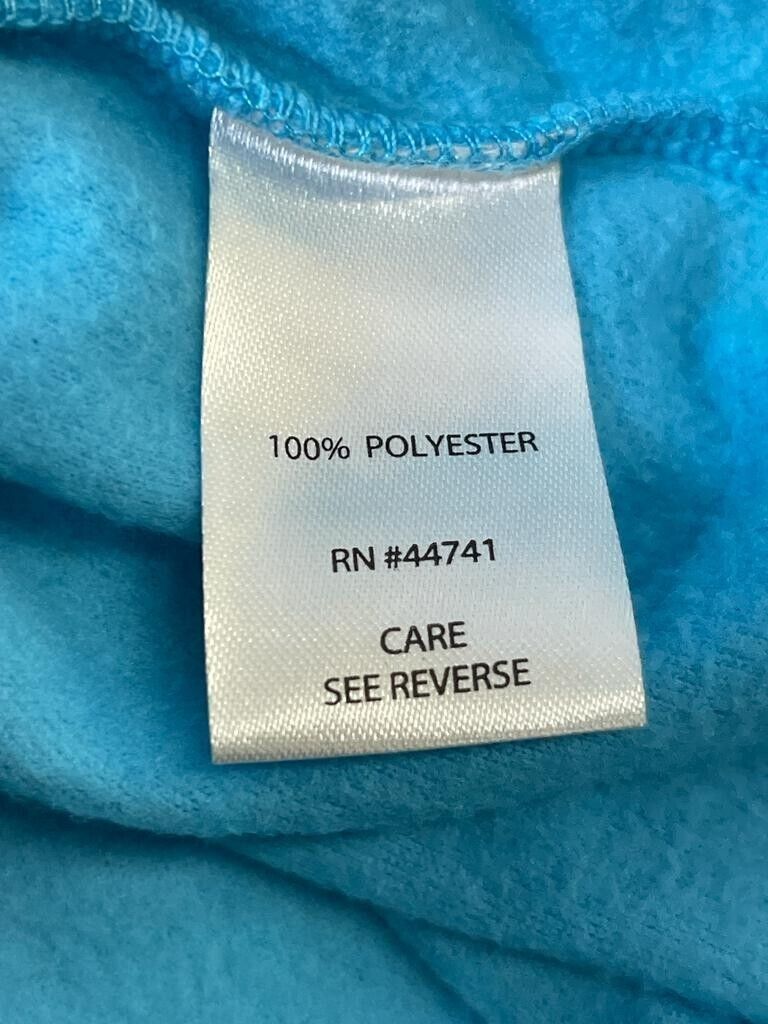 100% POLYESTER
RN #44741
CARE
SEE REVERSE